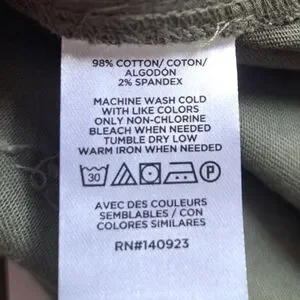 98% COTTON/ COTON/
ALGODÓN
2% SPANDEX
MACHINE WASH COLD
WITH LIKE COLORS
ONLY NON-CHLORINE
BLEACH WHEN NEEDED
TUMBLE DRY LOW
WARM IRON WHEN NEEDED
30 P
AVEC DES COULEURS
SEMBLABLES / CON
COLORES SIMILARES
RN#140923